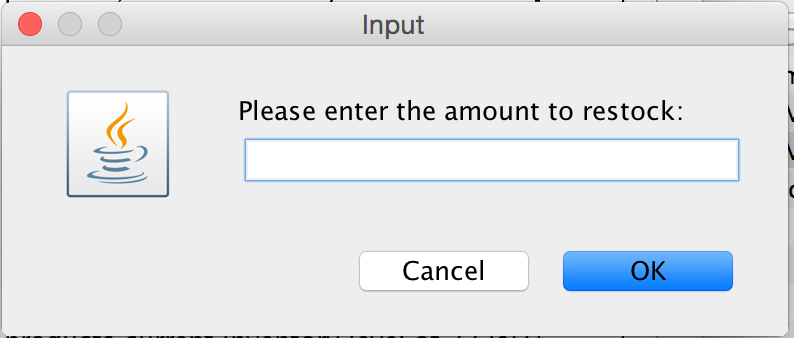 Input
Please enter the amount to restock:
Cancel
OK